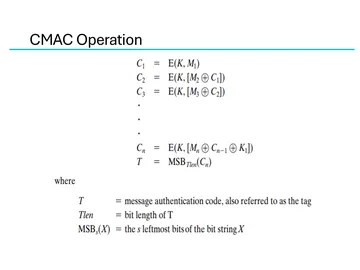 CMAC Operation
C₁ = E(K, M₁)
C₂ = E(K, [M₂ ⊕ C₁])
C₃ = E(K, [M₃ ⊕ C₂])
.
.
.
Cₙ = E(K, [Mₙ ⊕ Cₙ₋₁ ⊕ K₁])
T = MSB_Tlen(Cₙ)
where
T = message authentication code, also referred to as the tag
Tlen = bit length of T
MSBₛ(X) = the s leftmost bits of the bit string X